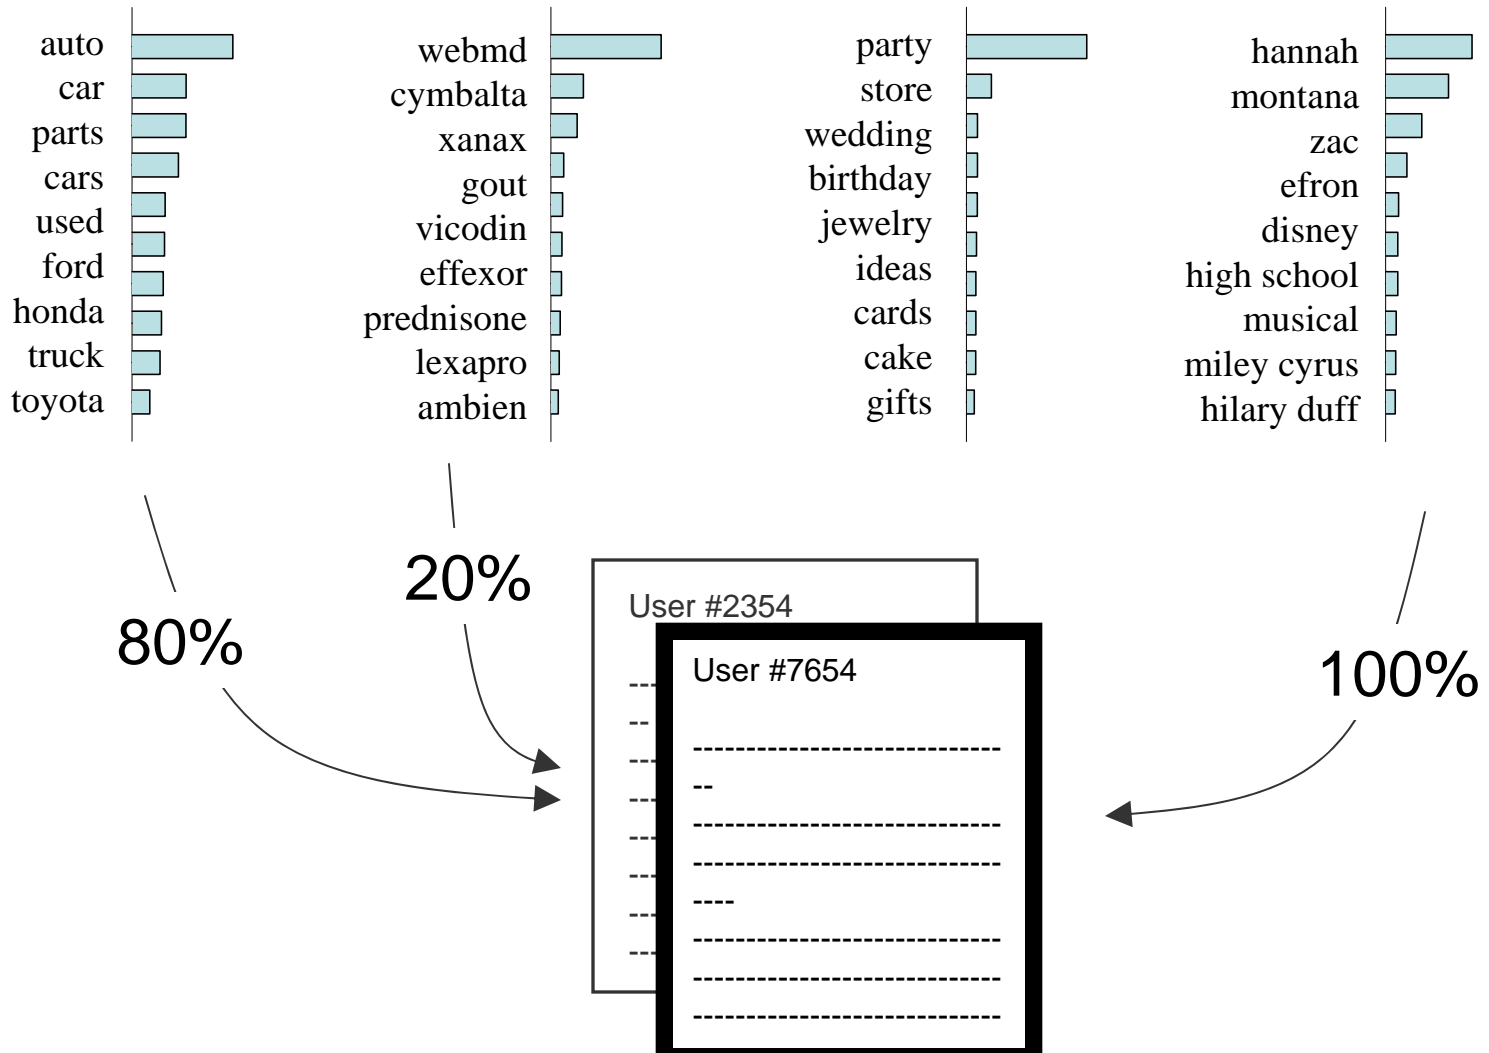 auto
car
parts
cars
used
ford
honda
truck
toyota
webmd
cymbalta
xanax
gout
vicodin
effexor
prednisone
lexapro
ambien
party
store
wedding
birthday
jewelry
ideas
cards
cake
gifts
hannah
montana
zac
efron
disney
high school
musical
miley cyrus
hilary duff
80%
20%
100%
User #2354
User #7654